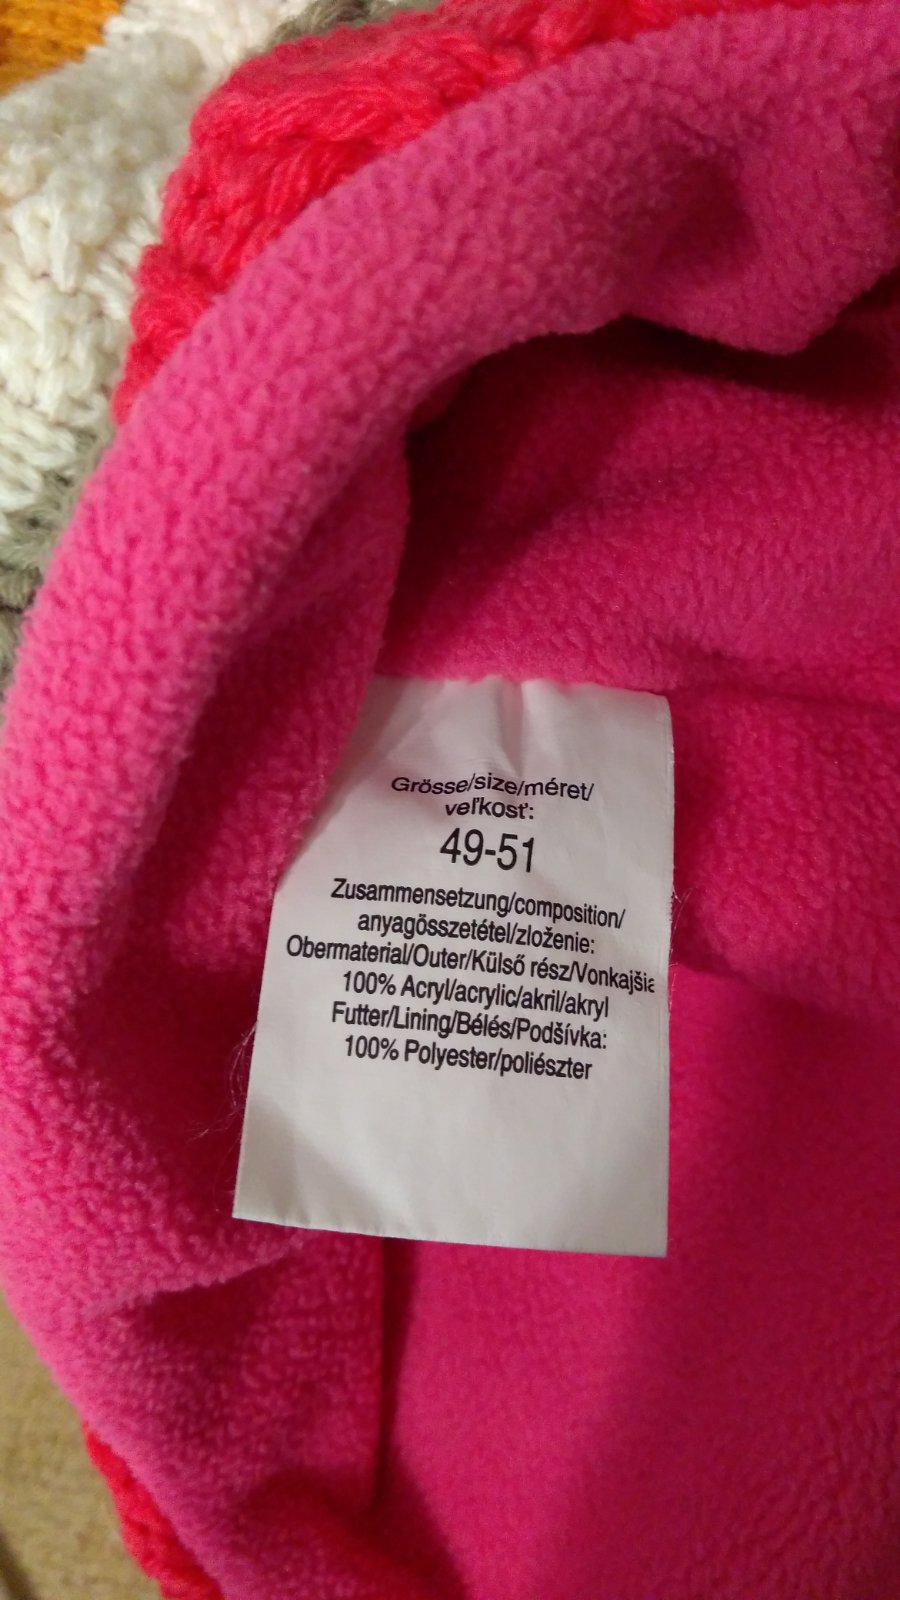 Grösse/size/méret/
veľkosť:
49-51
Zusammensetzung/composition/
anyagösszetétel/zloženie:
Obermaterial/Outer/Külső rész/Vonkajšia
100% Acryl/acrylic/akril/akryl
Futter/Lining/Bélés/Podšívka:
100% Polyester/poliészter